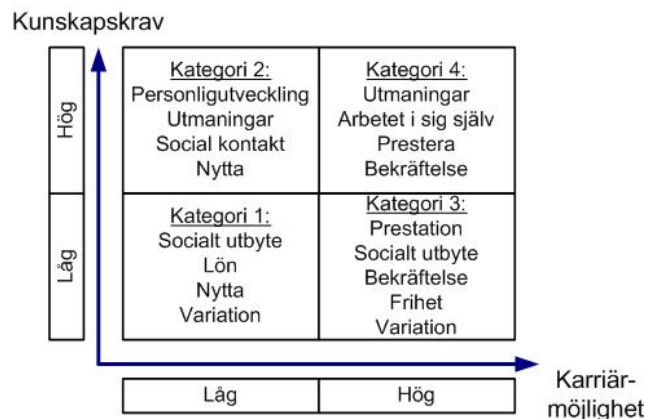 Kunskapskrav
Hög
Kategori 2:
Personligutveckling
Utmaningar
Social kontakt
Nytta
Kategori 4:
Utmaningar
Arbetet i sig själv
Prestera
Bekräftelse
Låg
Kategori 1:
Socialt utbyte
Lön
Nytta
Variation
Kategori 3:
Prestation
Socialt utbyte
Bekräftelse
Frihet
Variation
Låg
Hög
Karriär-
möjlighet